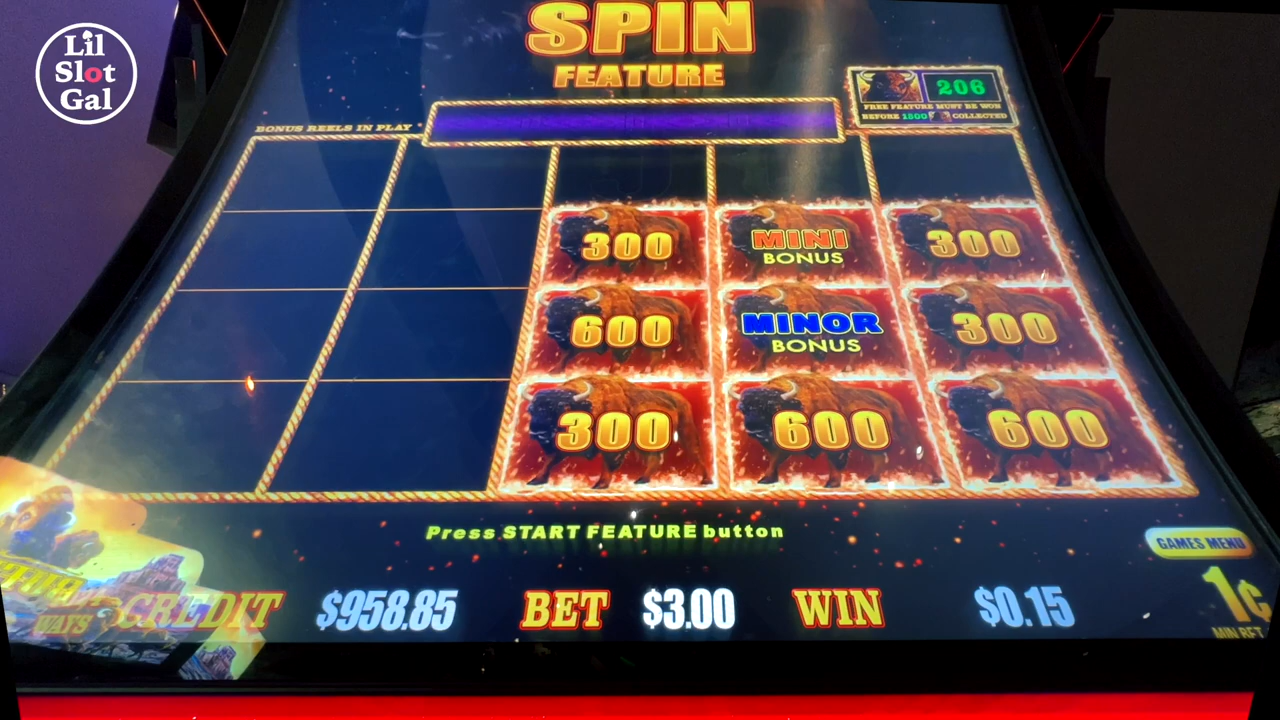 Lil
Slot
Gal
SPIN
FEATURE
206
FREE FEATURE MUST BE WON
BEFORE 1800 COLLECTED
BONUS REELS IN PLAY
300
MINI
BONUS
300
600
MINOR
BONUS
300
300
600
600
Press START FEATURE button
GAMES MENU
WAYS
CREDIT $958.85 BET $3.00 WIN $0.15
1¢
MIN BET